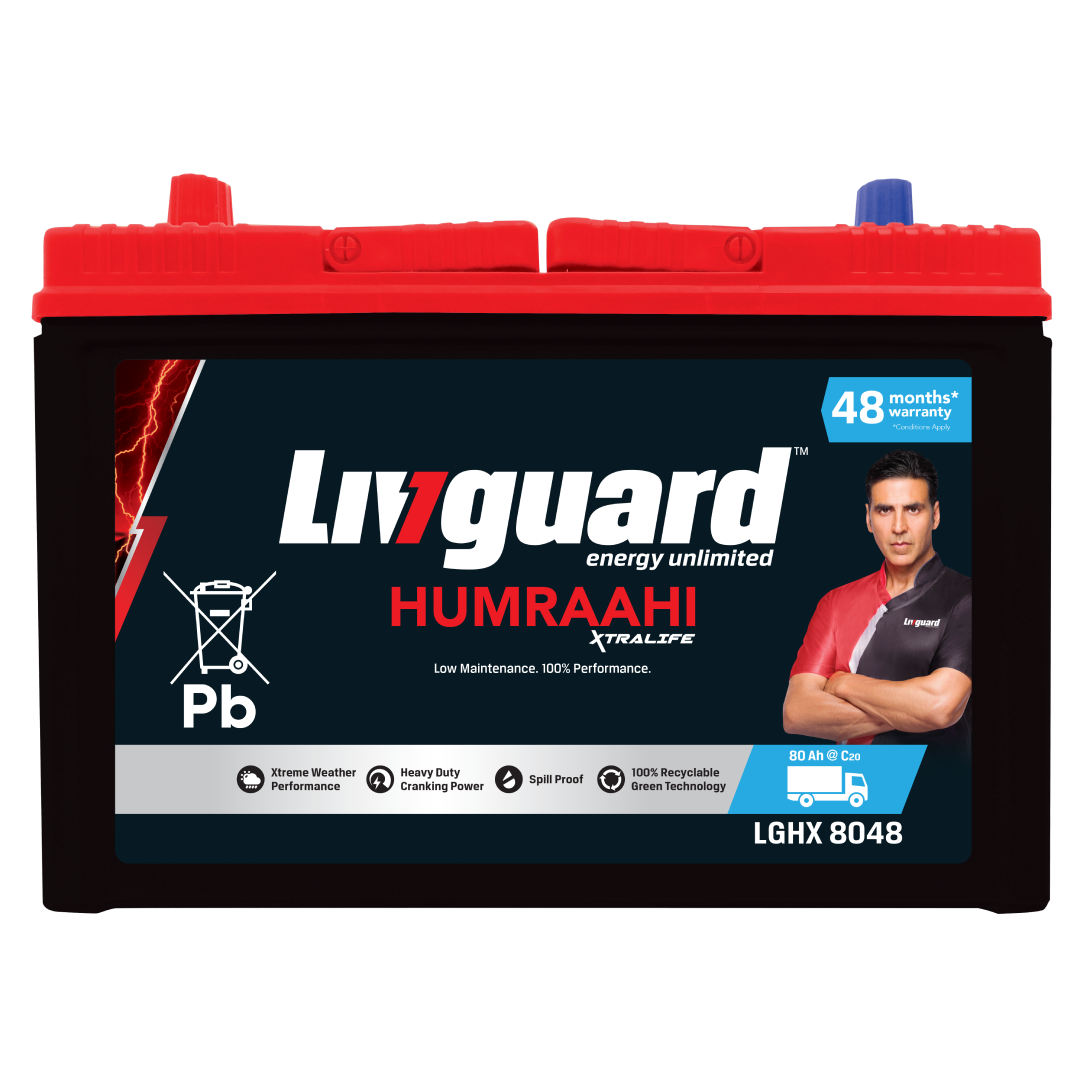 48 months*
warranty
*Conditions Apply
Livguard™
energy unlimited
HUMRAAHI
XTRALIFE
Low Maintenance. 100% Performance.
Livguard
Pb
80 Ah @ C20
Xtreme Weather
Performance
Heavy Duty
Cranking Power
Spill Proof
100% Recyclable
Green Technology
LGHX 8048